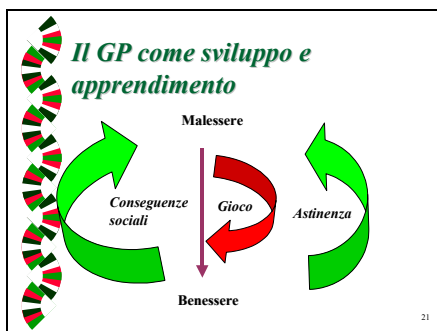 Il GP come sviluppo e
apprendimento
Malessere
Conseguenze
sociali
Gioco
Astinenza
Benessere
21